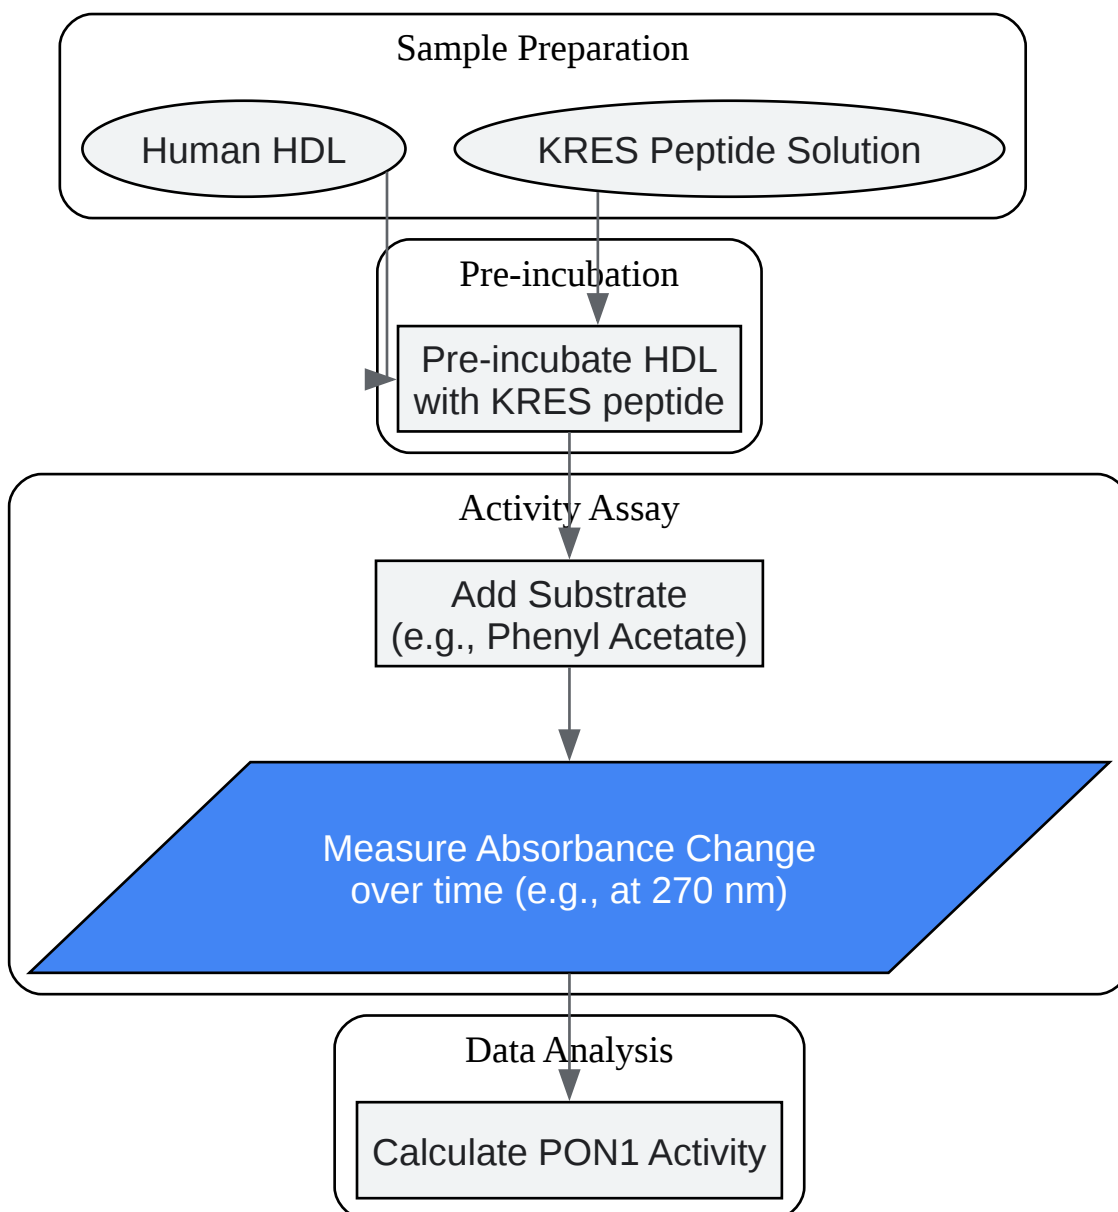 Sample Preparation
Human HDL
KRES Peptide Solution
Pre-incubation
Pre-incubate HDL
with KRES peptide
Activity Assay
Add Substrate
(e.g., Phenyl Acetate)
Measure Absorbance Change
over time (e.g., at 270 nm)
Data Analysis
Calculate PON1 Activity